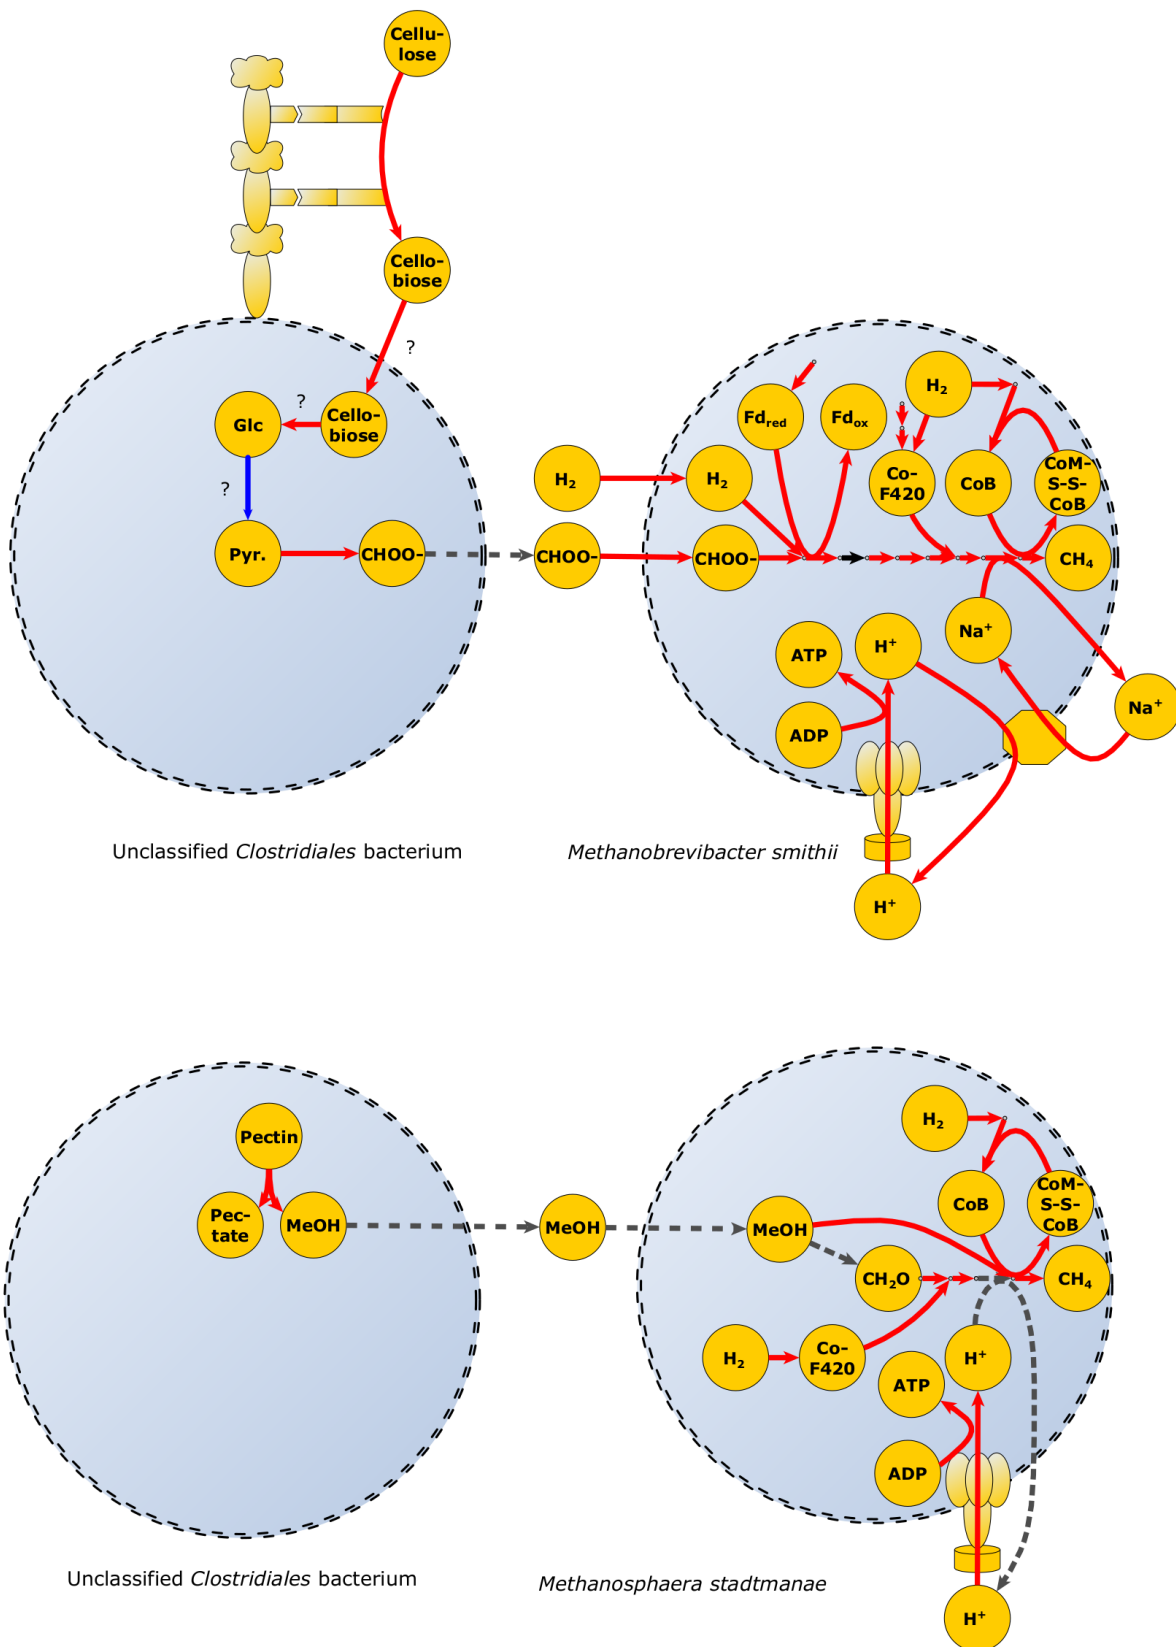 Cellu-
lose
Cello-
biose
?
?
Glc
Cello-
biose
?
Pyr.
CHOO-
H2
CHOO-
H2
CHOO-
Fdred
Fdox
H2
Co-
F420
CoB
CoM-
S-S-
CoB
CH4
Na+
Na+
ATP
H+
ADP
H+
Unclassified Clostridiales bacterium
Methanobrevibacter smithii
Pectin
Pec-
tate
MeOH
MeOH
MeOH
CH2O
H2
CoB
CoM-
S-S-
CoB
CH4
H2
Co-
F420
H+
ATP
ADP
H+
Unclassified Clostridiales bacterium
Methanosphaera stadtmanae